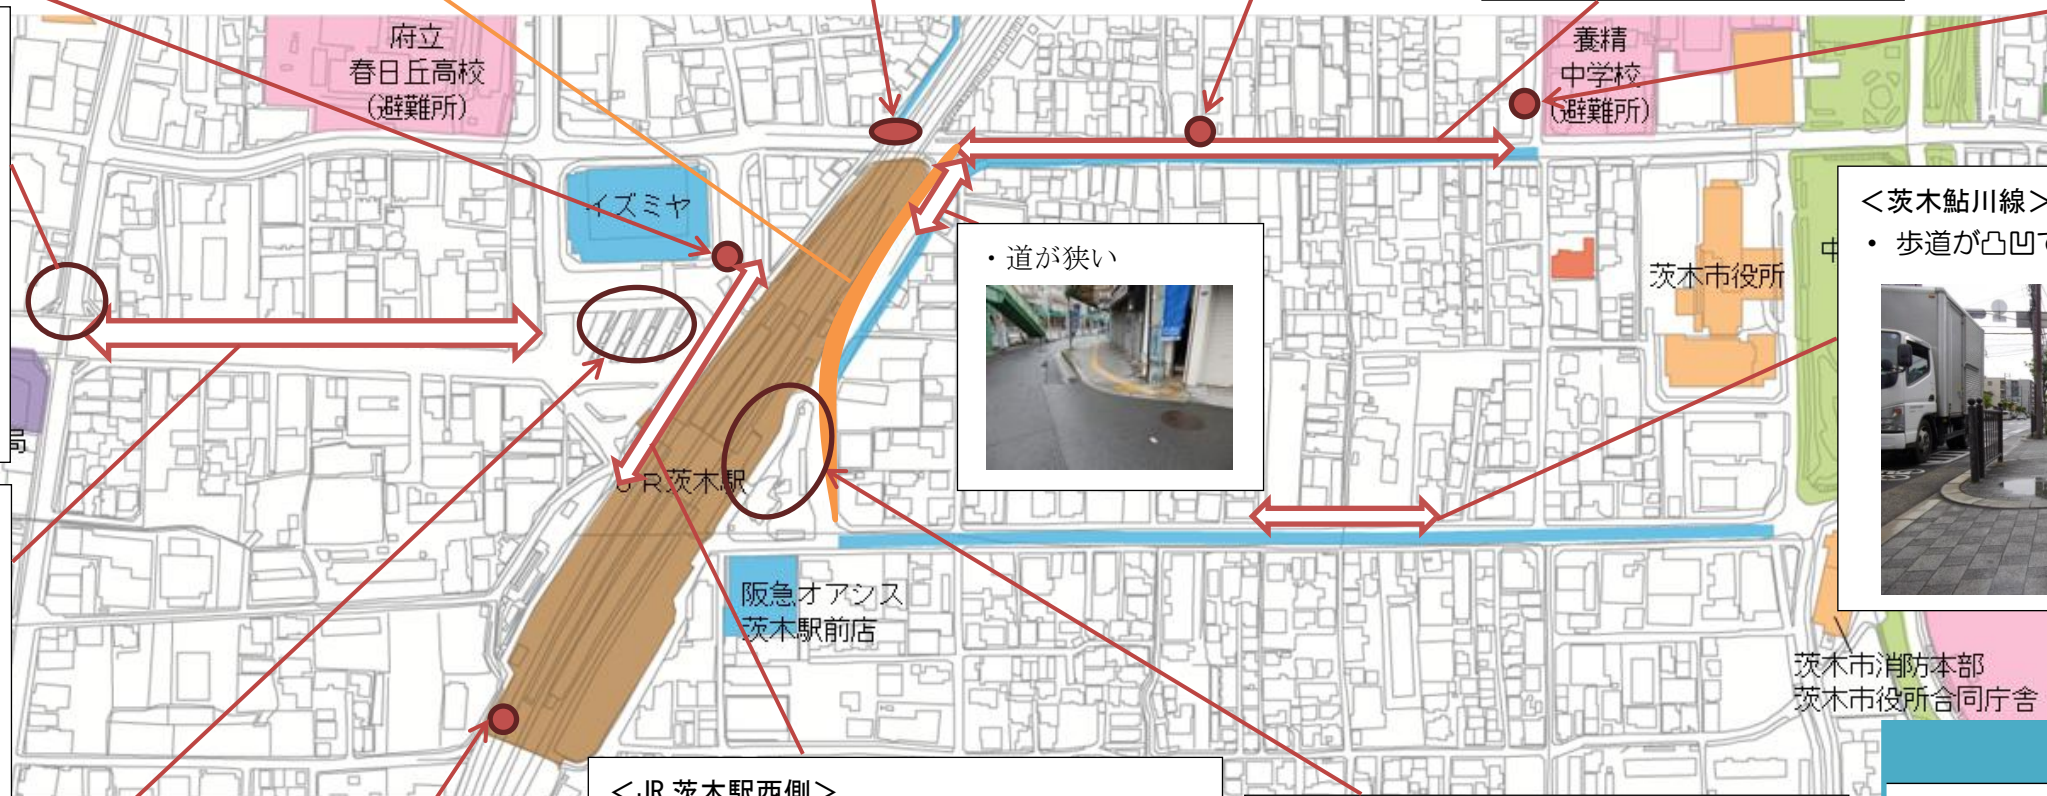 府立
春日丘高校
(避難所)
養精
中学校
(避難所)
イズミヤ
<茨木鮎川線>
• 歩道が凸凹で
・道が狭い
茨木市役所
中
局
JR茨木駅
阪急オアシス
茨木駅前店
茨木市消防本部
茨木市役所合同庁舎
<JR 茨木駅西側>